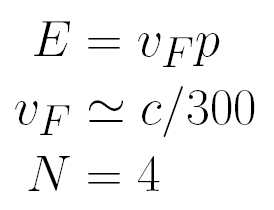 E = v_F p
v_F ≃ c/300
N = 4